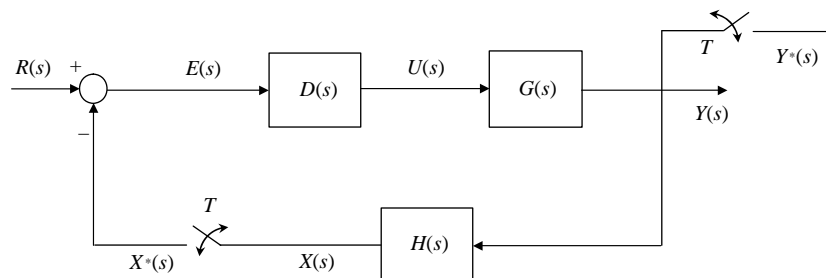 T
Y*(s)
R(s)
+
E(s)
D(s)
U(s)
G(s)
Y(s)
−
T
X*(s)
X(s)
H(s)